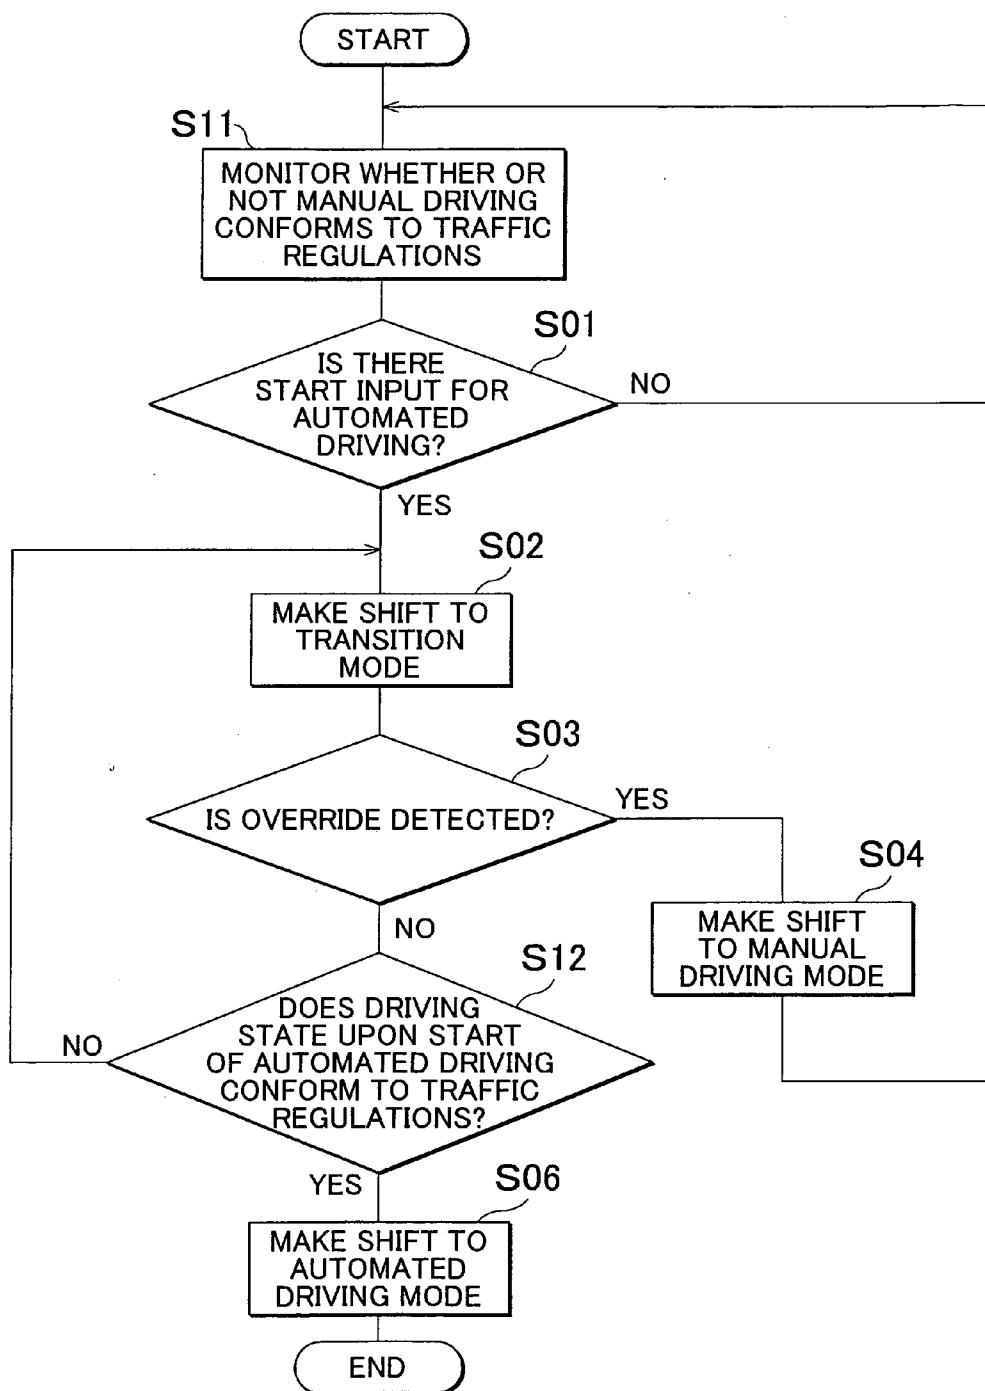 START
S11
MONITOR WHETHER OR
NOT MANUAL DRIVING
CONFORMS TO TRAFFIC
REGULATIONS
S01
IS THERE
START INPUT FOR
AUTOMATED
DRIVING?
NO
YES
S02
MAKE SHIFT TO
TRANSITION
MODE
S03
IS OVERRIDE DETECTED?
YES
S04
MAKE SHIFT
TO MANUAL
DRIVING MODE
NO
S12
DOES DRIVING
STATE UPON START
OF AUTOMATED DRIVING
CONFORM TO TRAFFIC
REGULATIONS?
NO
YES
S06
MAKE SHIFT TO
AUTOMATED
DRIVING MODE
END